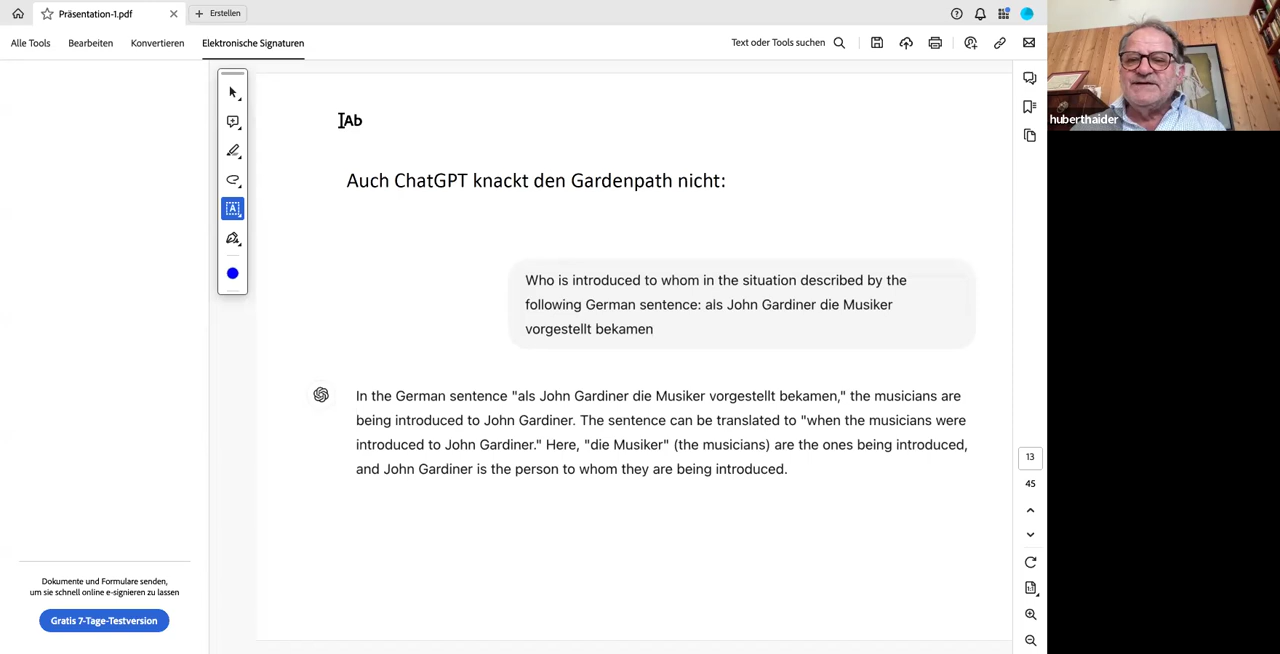 Präsentation-1.pdf
Erstellen
Alle Tools
Bearbeiten
Konvertieren
Elektronische Signaturen
Text oder Tools suchen
huberthaider
Ab
Auch ChatGPT knackt den Gardenpath nicht:
Who is introduced to whom in the situation described by the
following German sentence: als John Gardiner die Musiker
vorgestellt bekamen
In the German sentence "als John Gardiner die Musiker vorgestellt bekamen," the musicians are
being introduced to John Gardiner. The sentence can be translated to "when the musicians were
introduced to John Gardiner." Here, "die Musiker" (the musicians) are the ones being introduced,
and John Gardiner is the person to whom they are being introduced.
13
45
Dokumente und Formulare senden,
um sie schnell online e-signieren zu lassen
Gratis 7-Tage-Testversion